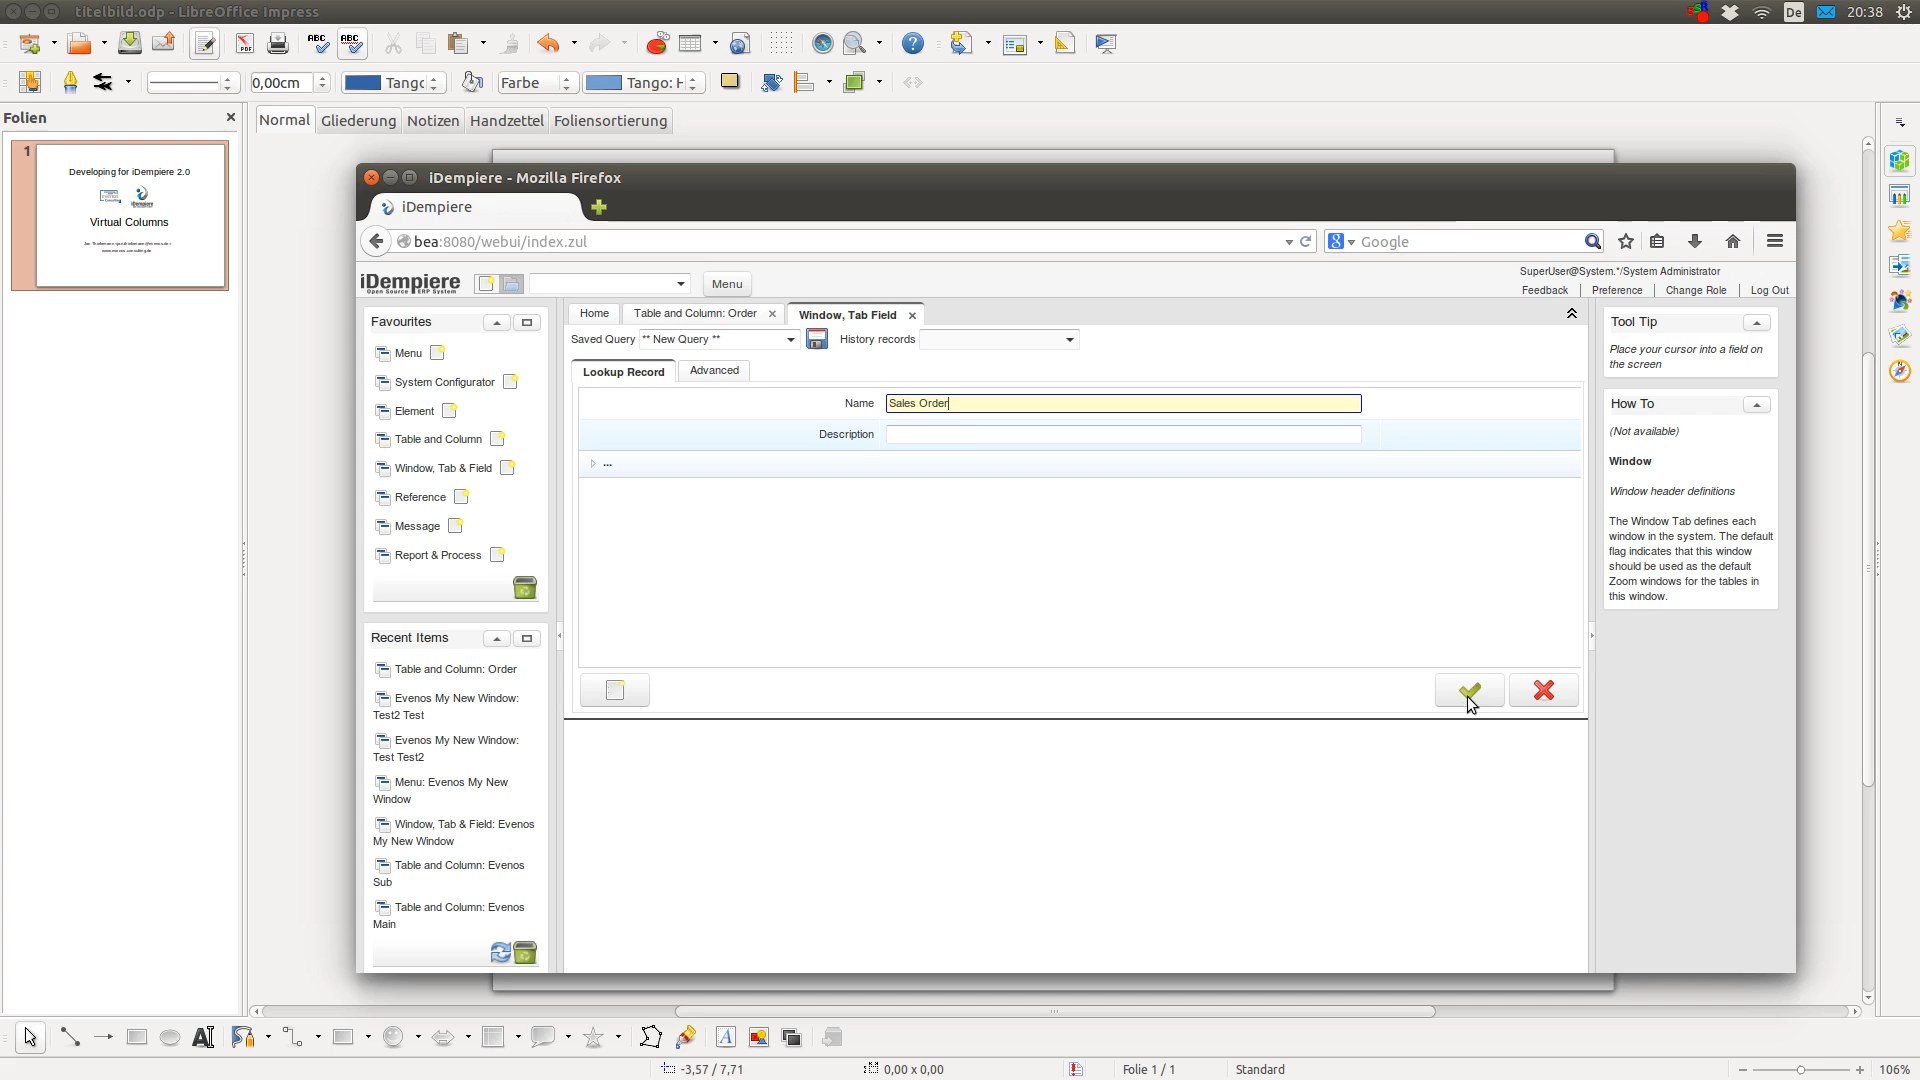 titelbild.odp - LibreOffice Impress
De
20:38
0,00cm
Tango
Farbe
Tango: H
Folien
Normal
Gliederung
Notizen
Handzettel
Foliensortierung
1
Developing for iDempiere 2.0
Virtual Columns
iDempiere - Mozilla Firefox
iDempiere
bea:8080/webui/index.zul
Google
iDempiere
Open Source ERP System
Menu
SuperUser@System.*/System Administrator
Feedback
Preference
Change Role
Log Out
Favourites
Menu
System Configurator
Element
Table and Column
Window, Tab & Field
Reference
Message
Report & Process
Recent Items
Table and Column: Order
Evenos My New Window:
Test2 Test
Evenos My New Window:
Test Test2
Menu: Evenos My New
Window
Window, Tab & Field: Evenos
My New Window
Table and Column: Evenos
Sub
Table and Column: Evenos
Main
Home
Table and Column: Order
Window, Tab Field
Saved Query
** New Query **
History records
Lookup Record
Advanced
Name
Sales Order
Description
...
Tool Tip
Place your cursor into a field on
the screen
How To
(Not available)
Window
Window header definitions
The Window Tab defines each
window in the system. The default
flag indicates that this window
should be used as the default
Zoom windows for the tables in
this window.
-3,57 / 7,71
0,00 x 0,00
Folie 1 / 1
Standard
106%